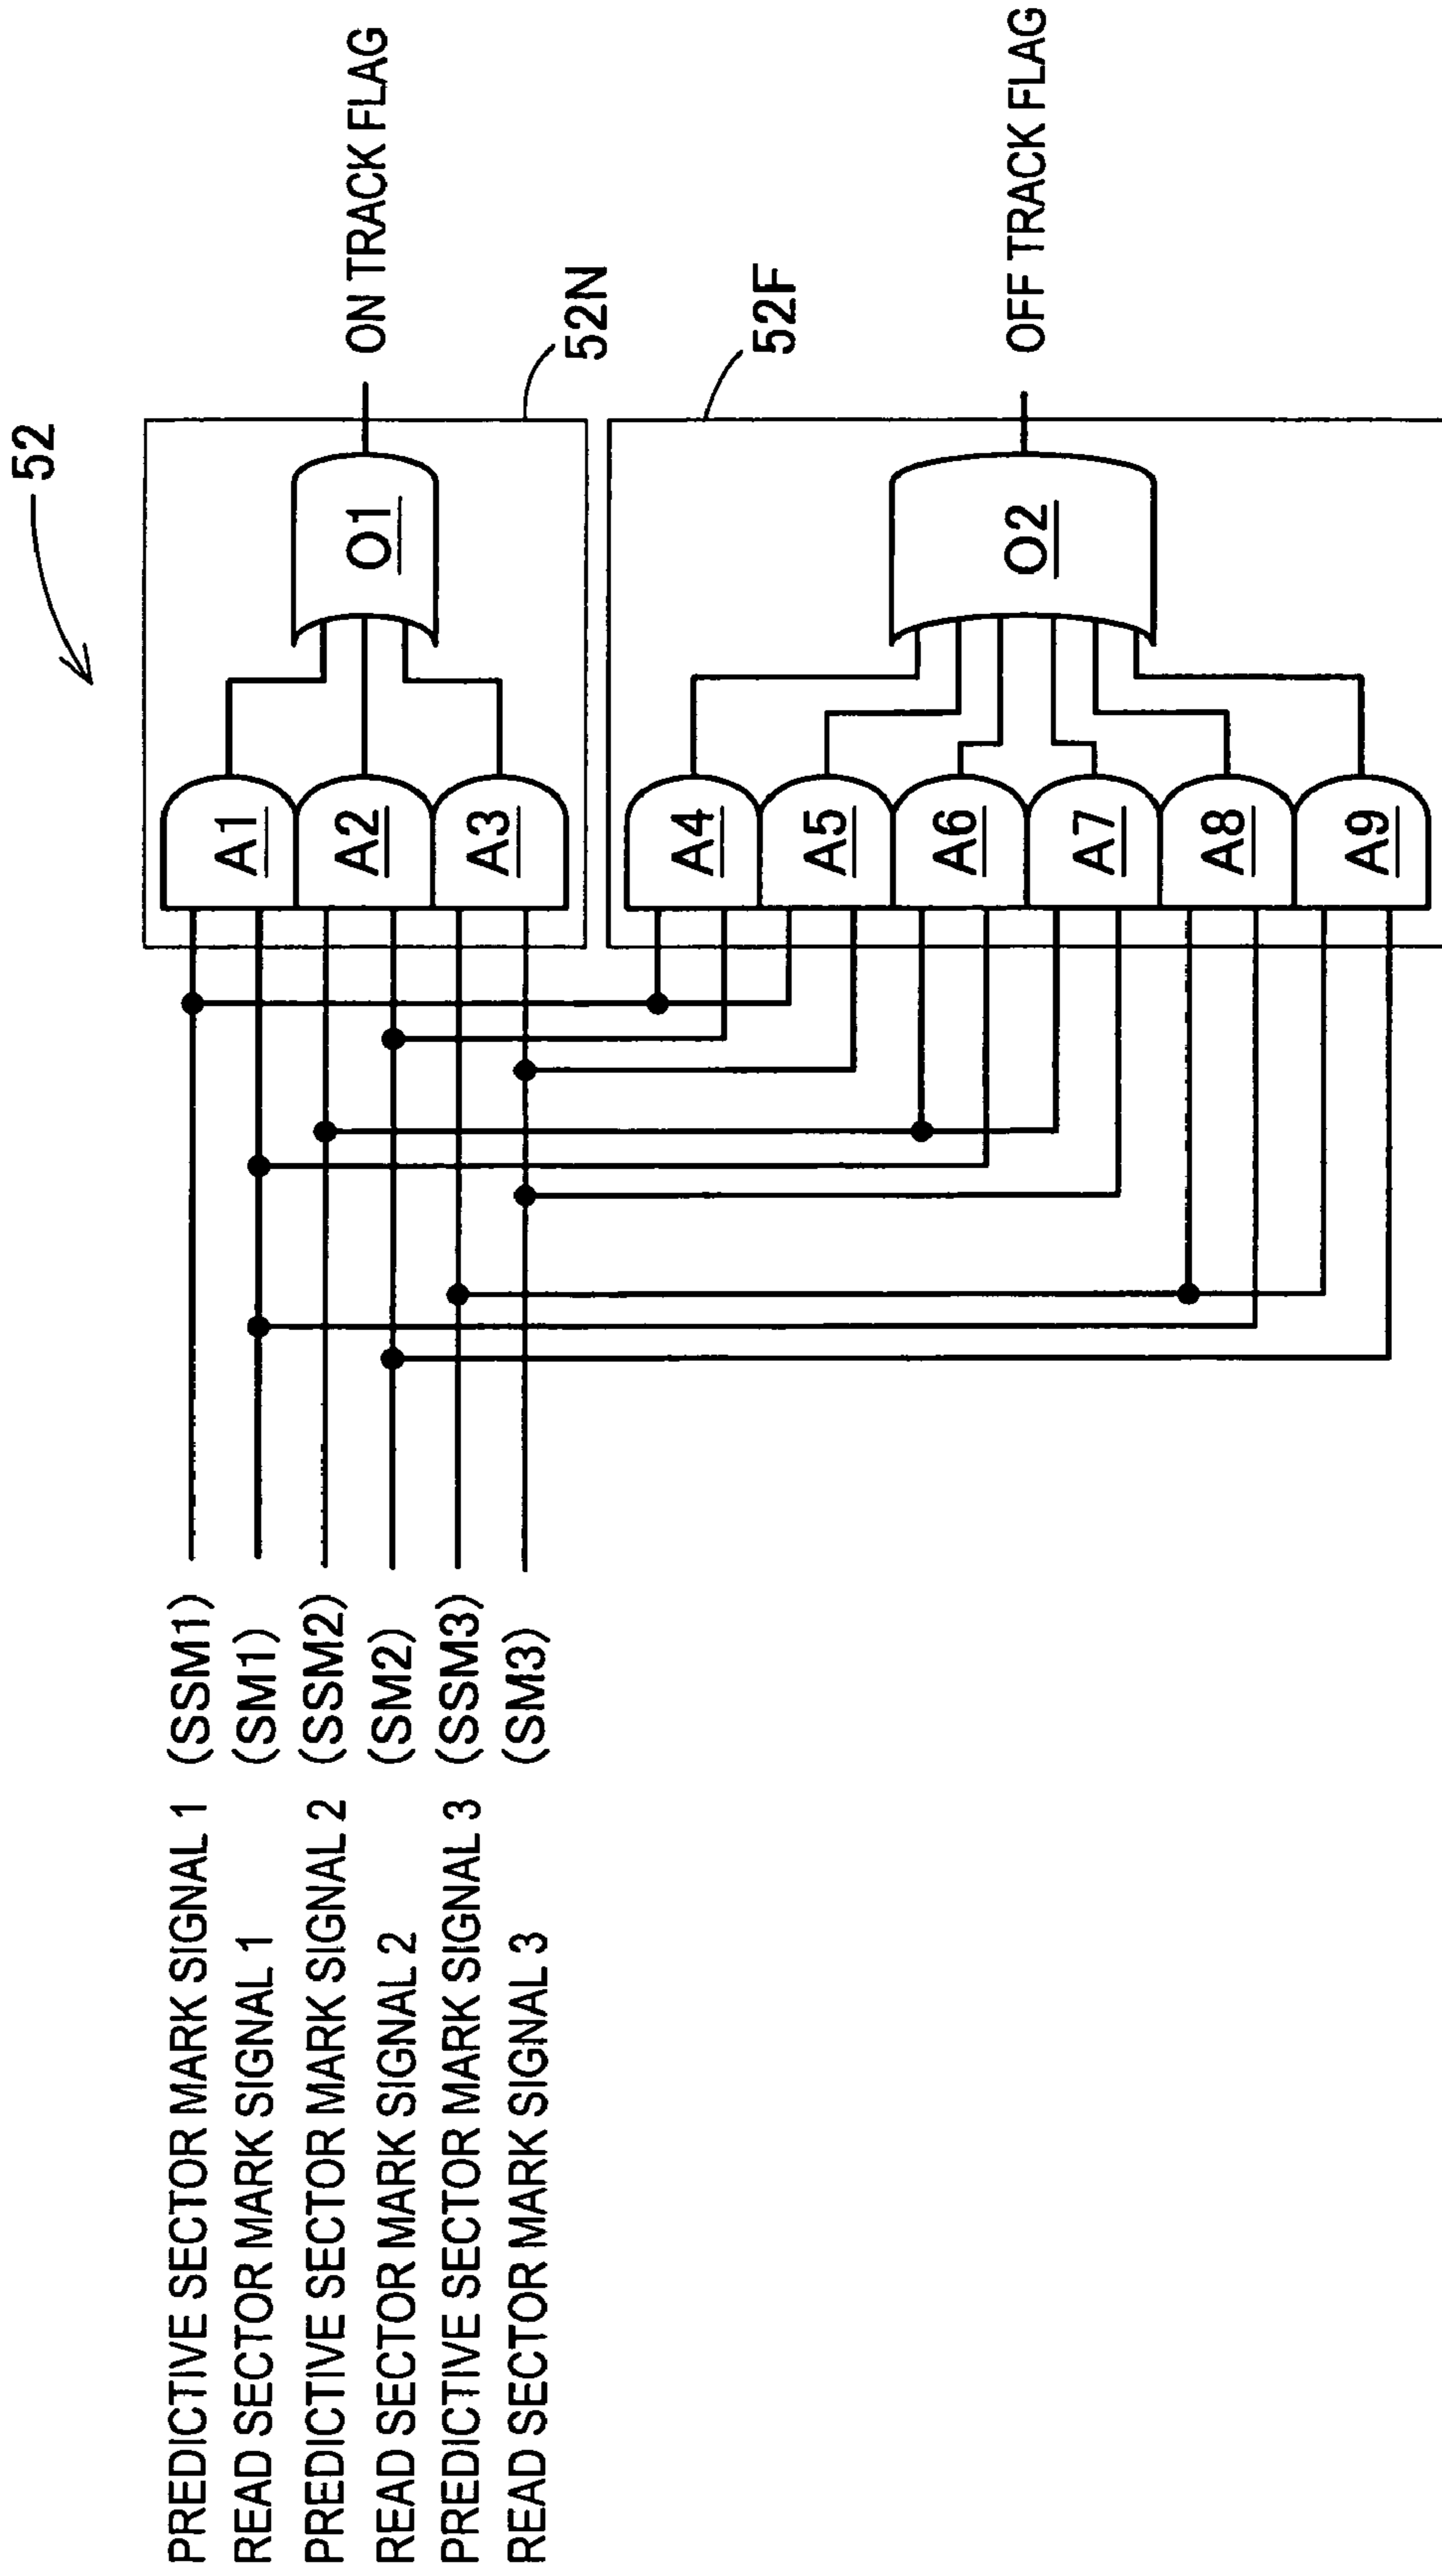 52
PREDICTIVE SECTOR MARK SIGNAL 1 (SSM1)
READ SECTOR MARK SIGNAL 1 (SM1)
PREDICTIVE SECTOR MARK SIGNAL 2 (SSM2)
READ SECTOR MARK SIGNAL 2 (SM2)
PREDICTIVE SECTOR MARK SIGNAL 3 (SSM3)
READ SECTOR MARK SIGNAL 3 (SM3)
A1
A2
A3
O1
ON TRACK FLAG
52N
A4
A5
A6
A7
A8
A9
O2
52F
OFF TRACK FLAG